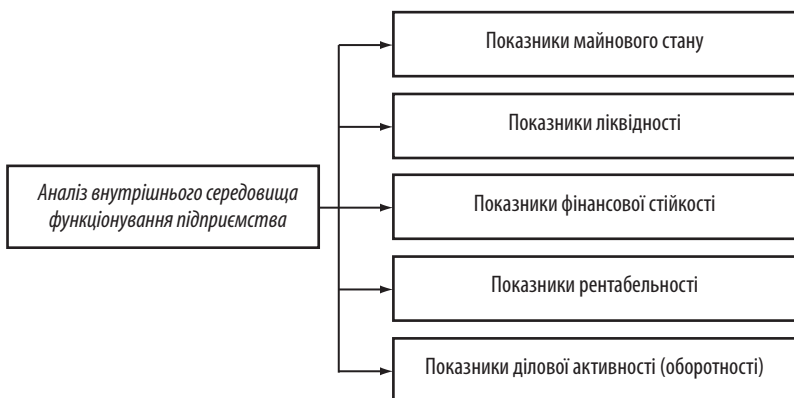 Показники майнового стану
Показники ліквідності
Аналіз внутрішнього середовища
функціонування підприємства
Показники фінансової стійкості
Показники рентабельності
Показники ділової активності (оборотності)